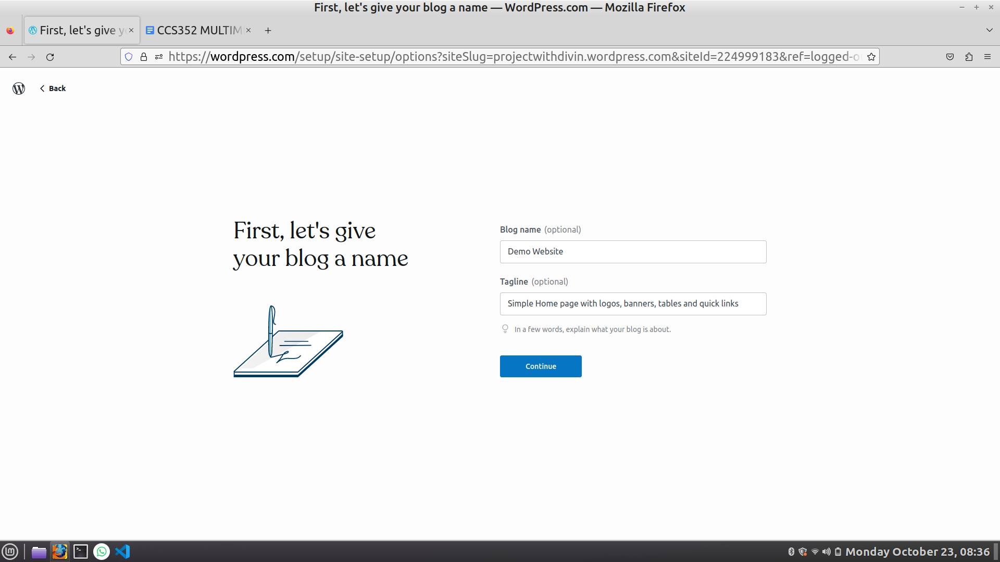 First, let's give your blog a name — WordPress.com — Mozilla Firefox
First, let's give y
CCS352 MULTIM
https://wordpress.com/setup/site-setup/options?siteSlug=projectwithdivin.wordpress.com&siteId=224999183&ref=logged-o
Back
First, let's give
your blog a name
Blog name (optional)
Demo Website
Tagline (optional)
Simple Home page with logos, banners, tables and quick links
In a few words, explain what your blog is about.
Continue
Monday October 23, 08:36